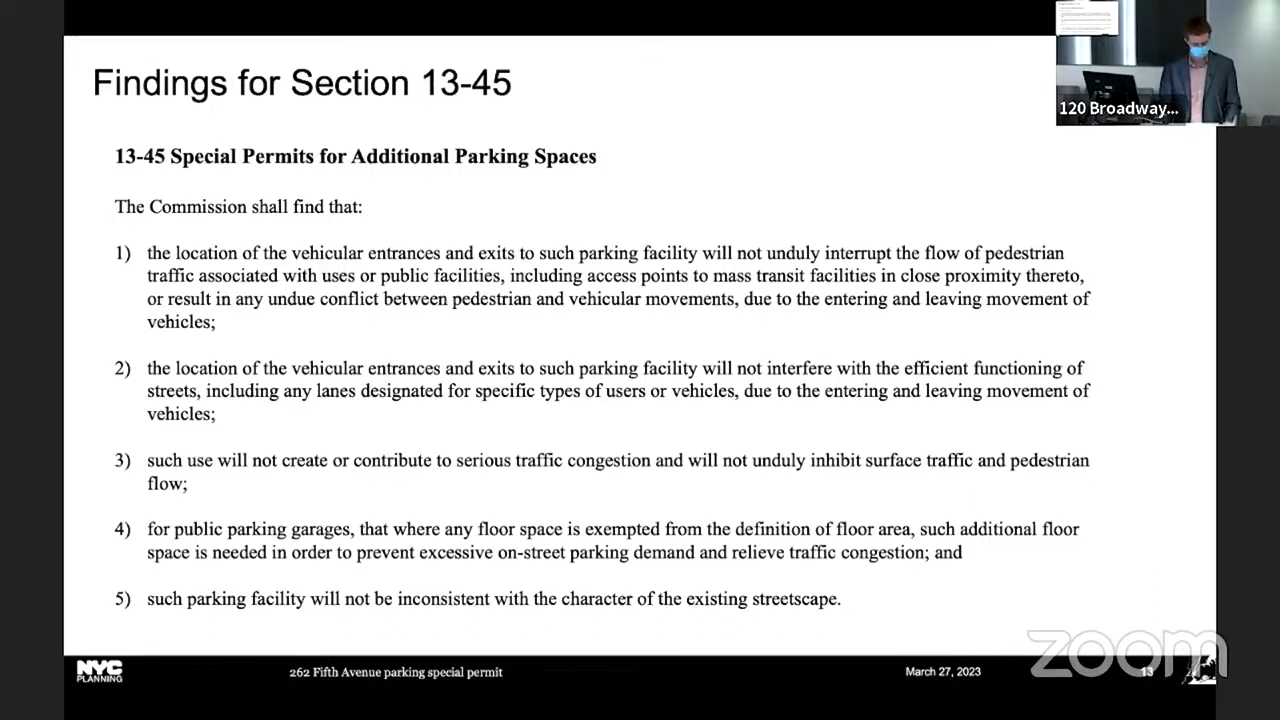 Findings for Section 13-45
120 Broadway...
13-45 Special Permits for Additional Parking Spaces
The Commission shall find that:
1) the location of the vehicular entrances and exits to such parking facility will not unduly interrupt the flow of pedestrian
traffic associated with uses or public facilities, including access points to mass transit facilities in close proximity thereto,
or result in any undue conflict between pedestrian and vehicular movements, due to the entering and leaving movement of
vehicles;
2) the location of the vehicular entrances and exits to such parking facility will not interfere with the efficient functioning of
streets, including any lanes designated for specific types of users or vehicles, due to the entering and leaving movement of
vehicles;
3) such use will not create or contribute to serious traffic congestion and will not unduly inhibit surface traffic and pedestrian
flow;
4) for public parking garages, that where any floor space is exempted from the definition of floor area, such additional floor
space is needed in order to prevent excessive on-street parking demand and relieve traffic congestion; and
5) such parking facility will not be inconsistent with the character of the existing streetscape.
zoom
NYC
PLANNING
262 Fifth Avenue parking special permit
March 27, 2023
13